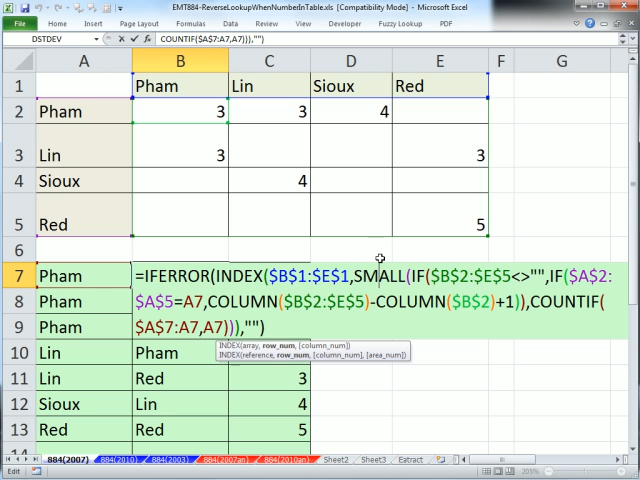 EMT884-ReverseLookupWhenNumberInTable.xls [Compatibility Mode] - Microsoft Excel
File Home Insert Page Layout Formulas Data Review View Developer Fuzzy Lookup PDF
DSTDEV fx COUNTIF($A$7:A7,A7))),"")
A B C D E F G
1 Pham Lin Sioux Red
2 Pham 3 3 4
3 Lin 3 3
4 Sioux 4
5 Red 5
6
7 Pham =IFERROR(INDEX($B$1:$E$1,SMALL(IF($B$2:$E$5<>"",IF($A$2:
8 Pham $A$5=A7,COLUMN($B$2:$E$5)-COLUMN($B$2)+1)),COUNTIF(
9 Pham $A$7:A7,A7))),"")
INDEX(array, row_num, [column_num])
INDEX(reference, row_num, [column_num], [area_num])
10 Lin Pham
11 Lin Red 3
12 Sioux Lin 4
13 Red Red 5
14
884(2007) 884(2010) 884(2003) 884(2007an) 884(2010an) Sheet2 Sheet3 Eatract
Edit 205%